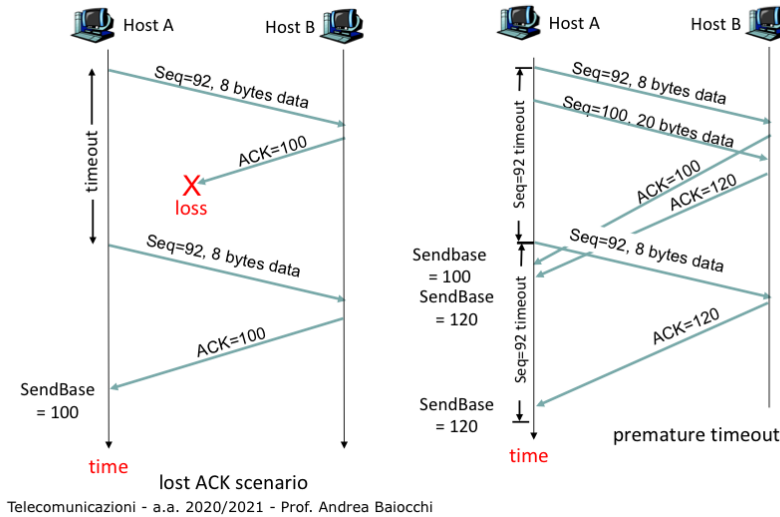 Host A
Host B
Seq=92, 8 bytes data
timeout
ACK=100
X
loss
Seq=92, 8 bytes data
ACK=100
SendBase
= 100
time
lost ACK scenario
Host A
Host B
Seq=92, 8 bytes data
Seq=100, 20 bytes data
Seq=92 timeout
ACK=100
ACK=120
Sendbase
= 100
SendBase
= 120
Seq=92, 8 bytes data
Seq=92 timeout
ACK=120
SendBase
= 120
time
premature timeout
Telecomunicazioni - a.a. 2020/2021 - Prof. Andrea Baiocchi